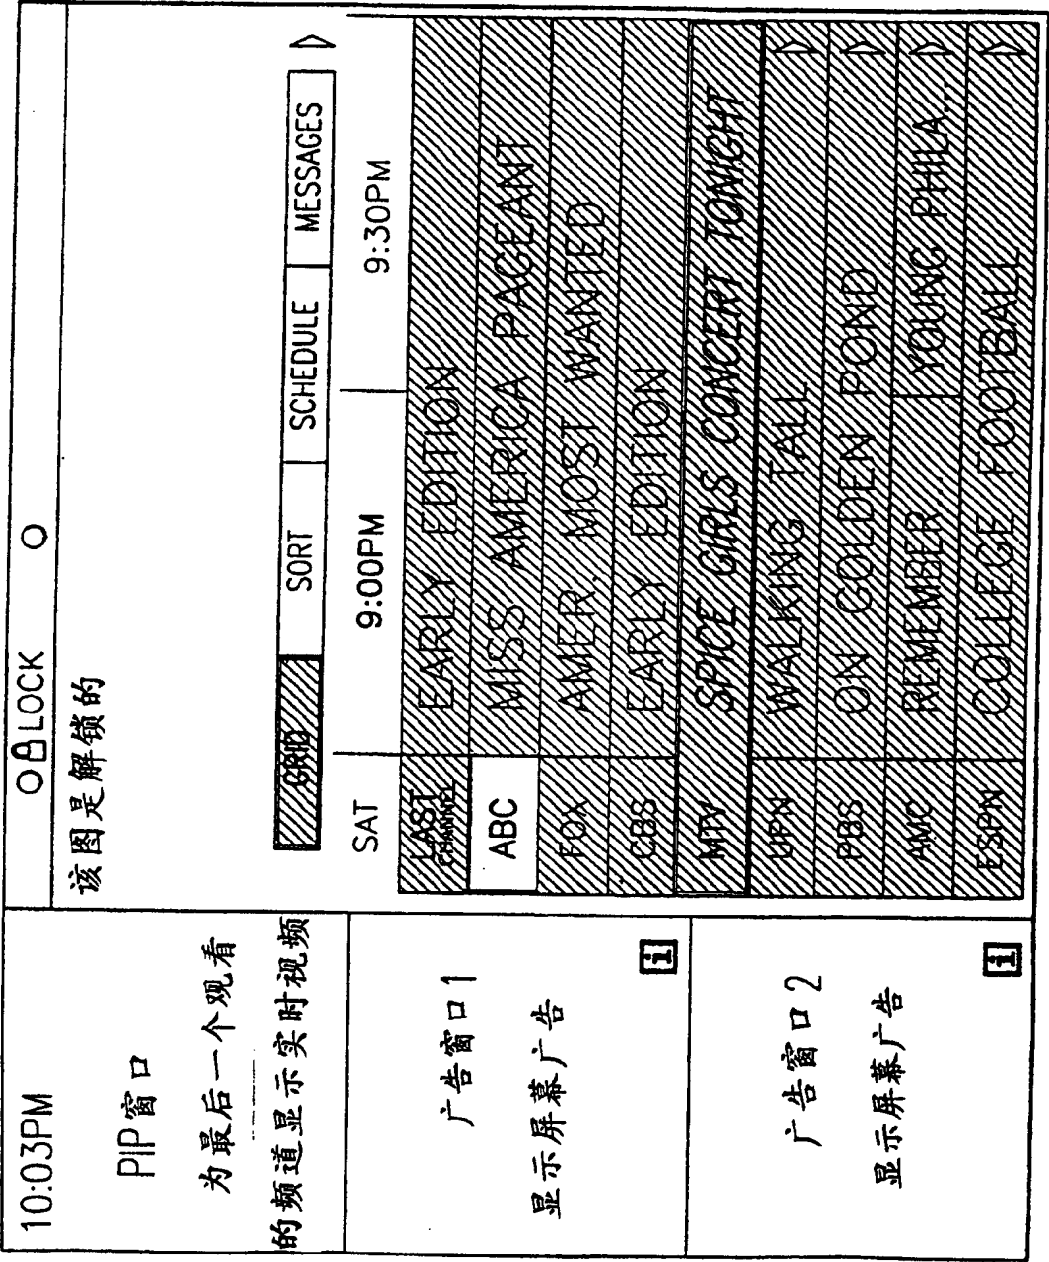 10:03PM
PIP窗口
为最后一个观看
的频道显示实时视频
广告窗口1
显示屏幕广告
i
广告窗口2
显示屏幕广告
i
LOCK
该图是解锁的
GRID SORT SCHEDULE MESSAGES
SAT 9:00PM 9:30PM
LAST CHANNEL EARLY EDITION
ABC MISS AMERICA PAGEANT
FOX AMER. MOST WANTED
CBS EARLY EDITION
MTV SPICE GIRLS CONCERT TONIGHT
UPN WALKING TALL
PBS ON GOLDEN POND
AMC REMEMBER... YOUNG PHILA...
ESPN COLLEGE FOOTBALL